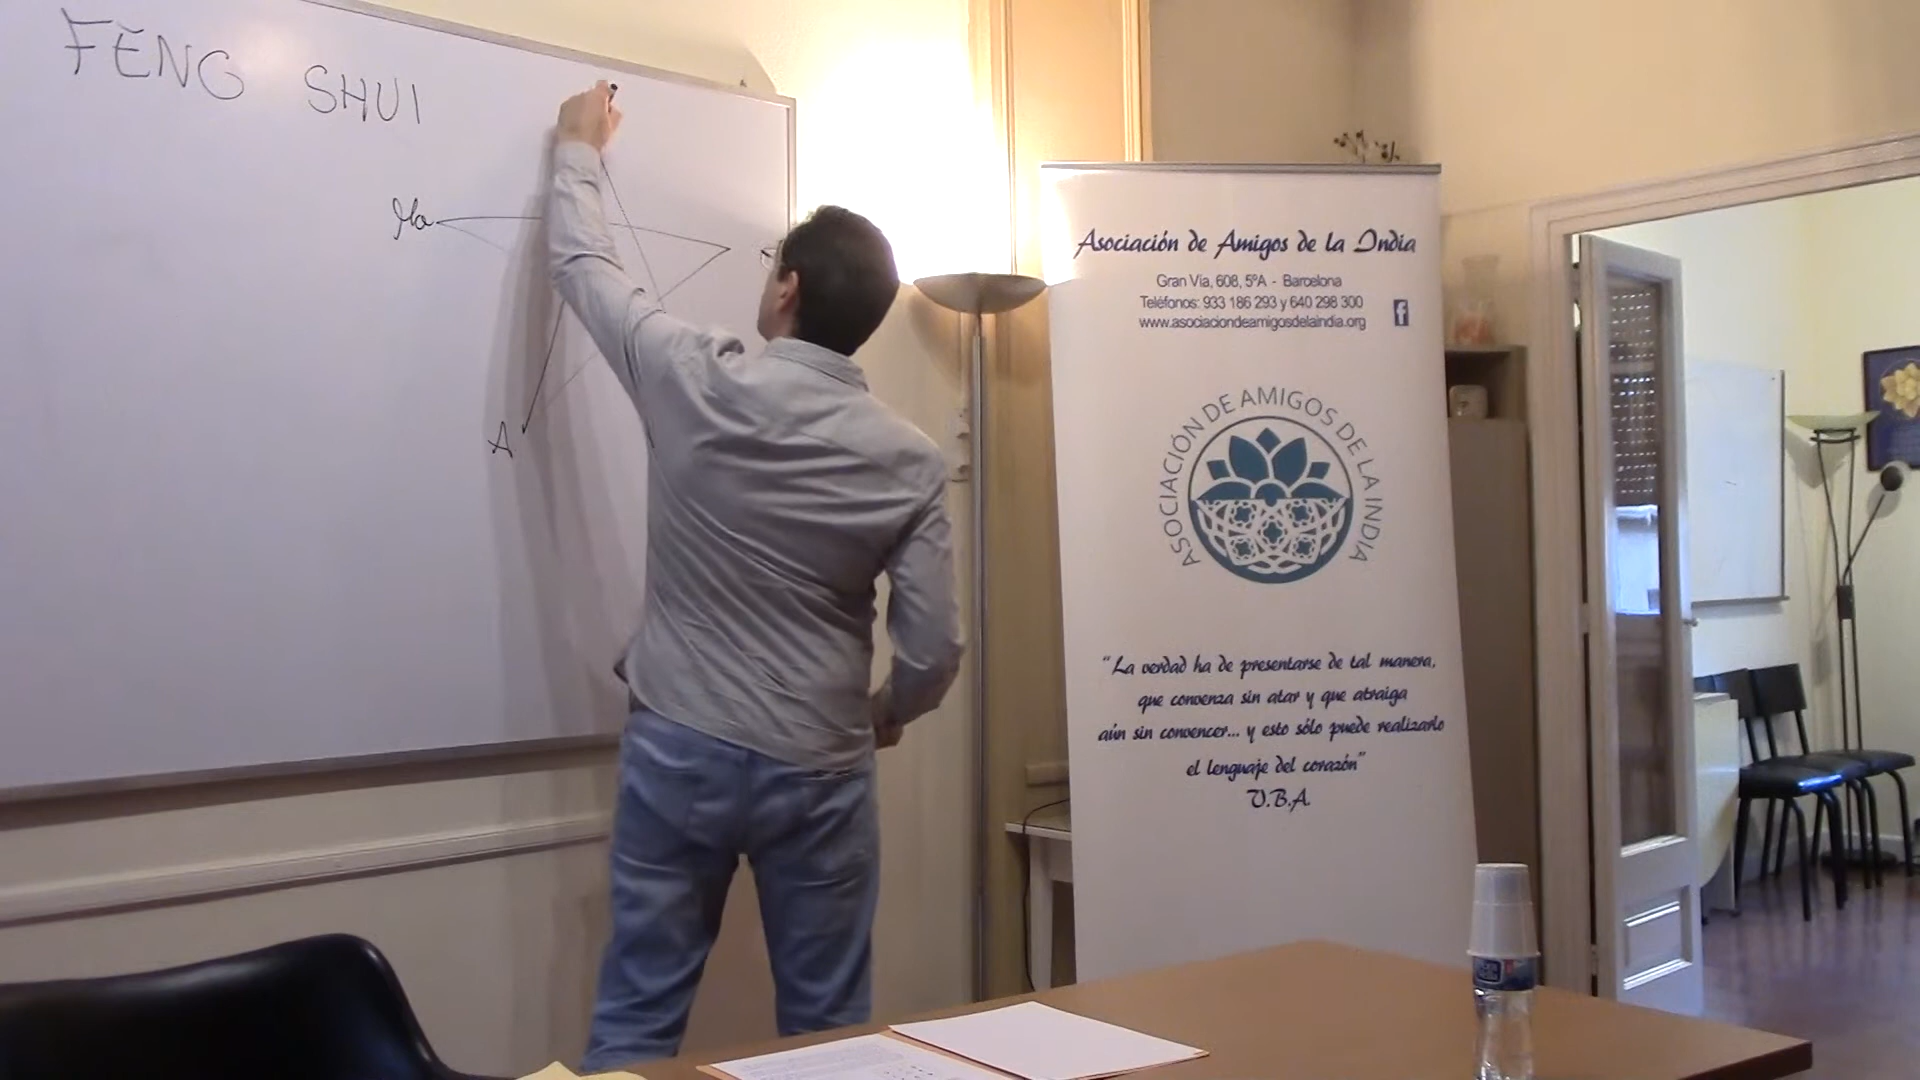 FENG SHUI
Ma
A
Asociación de Amigos de la India
Gran Vía, 608, 5ºA - Barcelona
Teléfonos: 933 186 293 y 640 298 300
www.asociaciondeamigosdelaindia.org
f
ASOCIACIÓN DE AMIGOS DE LA INDIA
"La verdad ha de presentarse de tal manera,
que convenza sin atar y que atraiga
aún sin convencer... y esto sólo puede realizarlo
el lenguaje del corazón"
V.B.A.